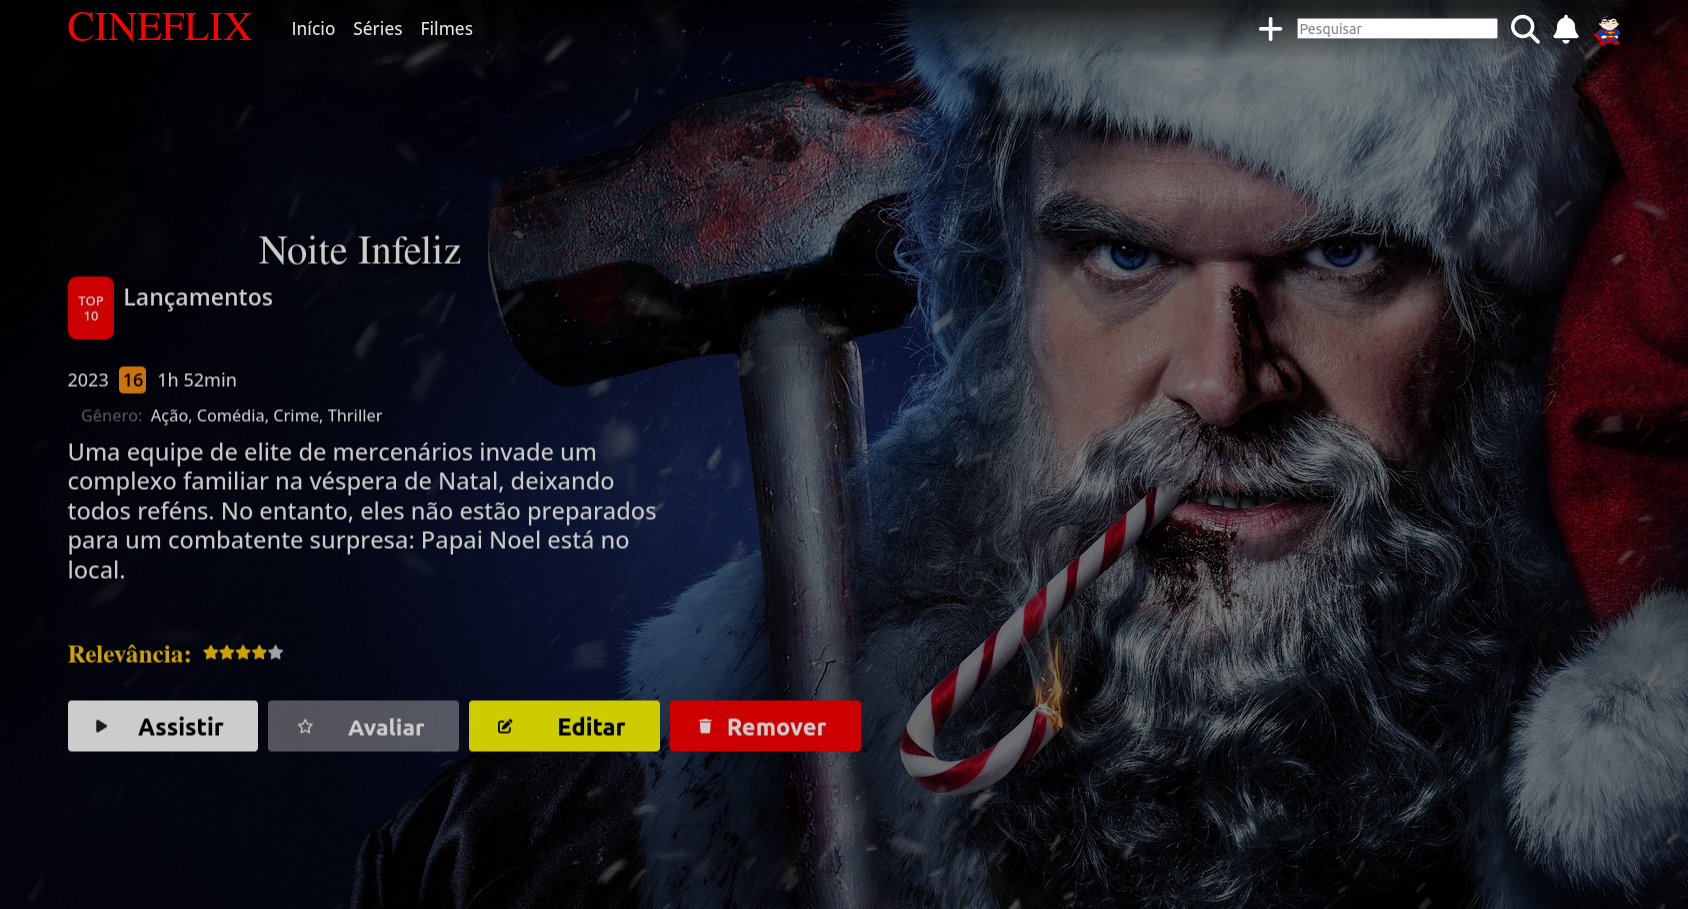 CINEFLIX Início Séries Filmes Pesquisar
Noite Infeliz
TOP
10
Lançamentos
2023 16 1h 52min
Gênero: Ação, Comédia, Crime, Thriller
Uma equipe de elite de mercenários invade um
complexo familiar na véspera de Natal, deixando
todos reféns. No entanto, eles não estão preparados
para um combatente surpresa: Papai Noel está no
local.
Relevância:
Assistir Avaliar Editar Remover